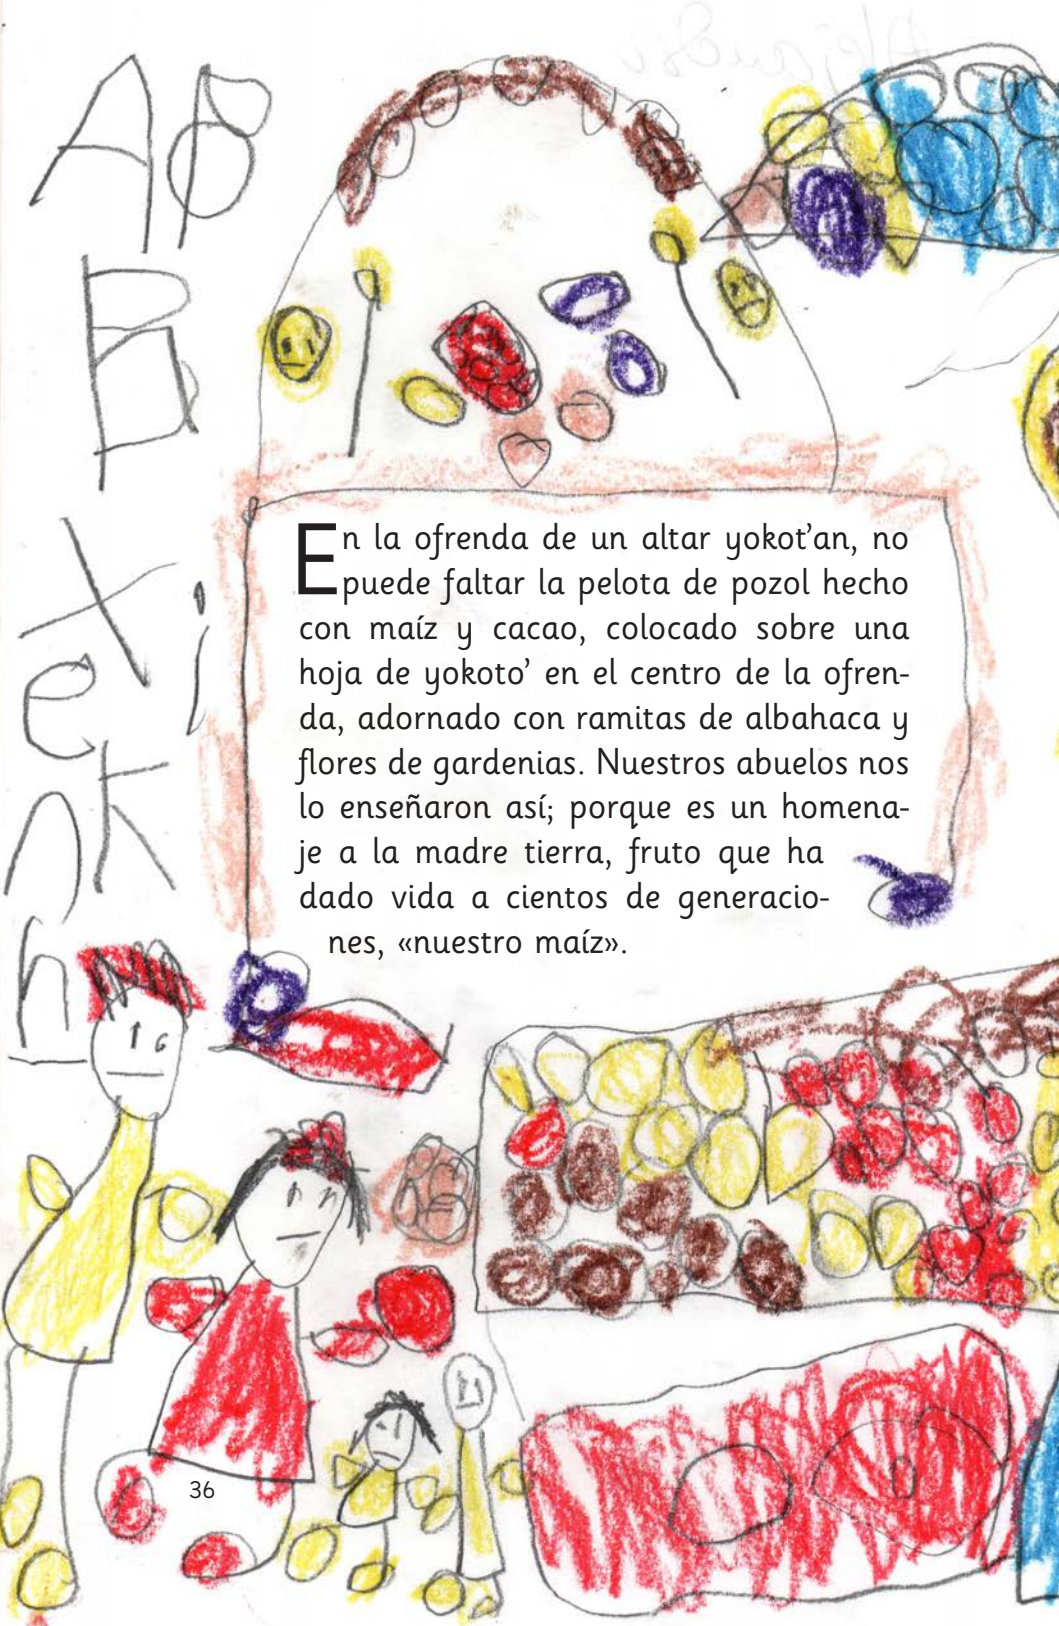 En la ofrenda de un altar yokot’an, no
puede faltar la pelota de pozol hecho
con maíz y cacao, colocado sobre una
hoja de yokoto’ en el centro de la ofren-
da, adornado con ramitas de albahaca y
flores de gardenias. Nuestros abuelos nos
lo enseñaron así; porque es un homena-
je a la madre tierra, fruto que ha
dado vida a cientos de generacio-
nes, «nuestro maíz».
36